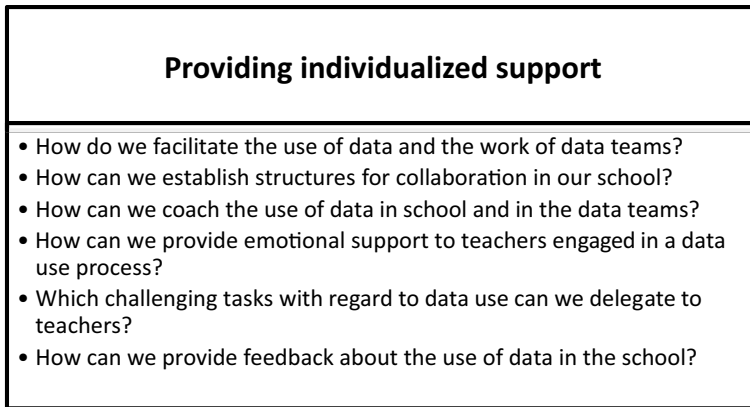 Providing individualized support
• How do we facilitate the use of data and the work of data teams?
• How can we establish structures for collaboration in our school?
• How can we coach the use of data in school and in the data teams?
• How can we provide emotional support to teachers engaged in a data
use process?
• Which challenging tasks with regard to data use can we delegate to
teachers?
• How can we provide feedback about the use of data in the school?